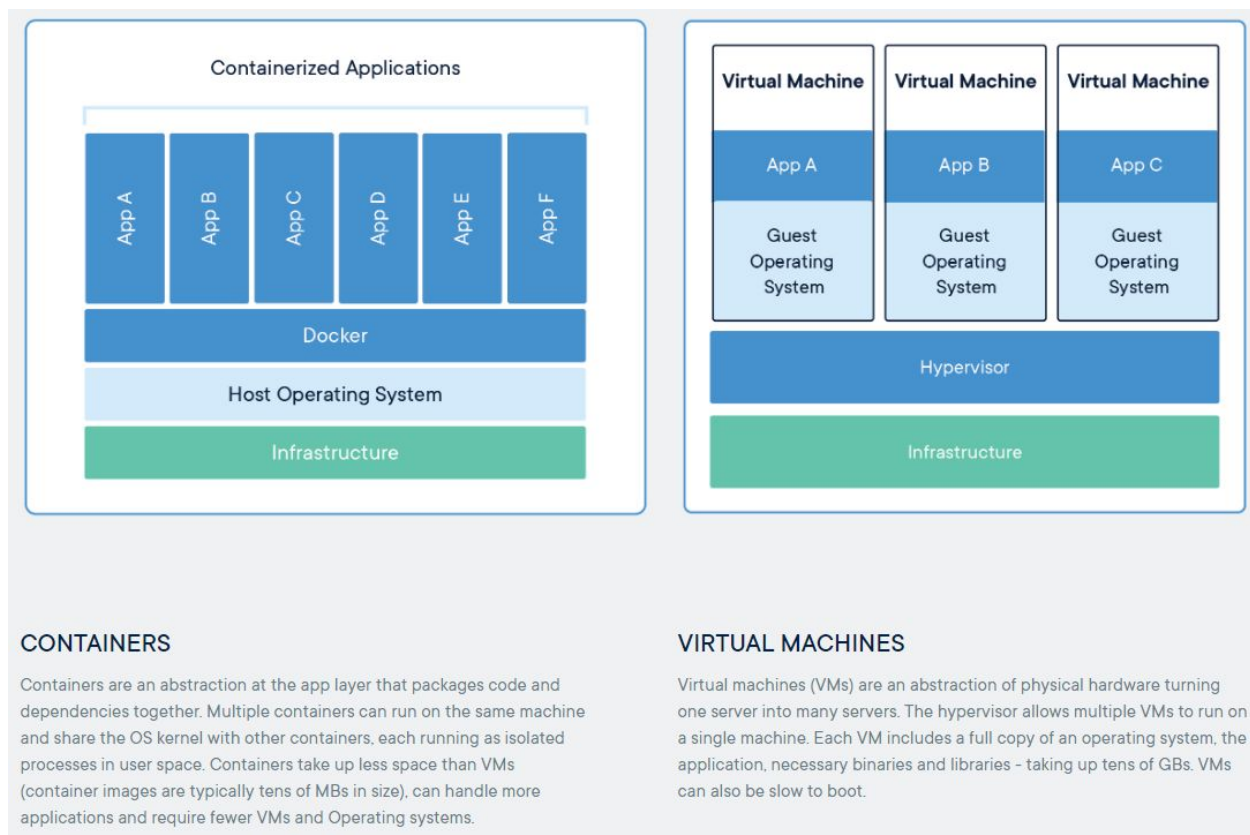 Containerized Applications
App A
App B
App C
App D
App E
App F
Docker
Host Operating System
Infrastructure
Virtual Machine
App A
Guest
Operating
System
Virtual Machine
App B
Guest
Operating
System
Virtual Machine
App C
Guest
Operating
System
Hypervisor
Infrastructure
CONTAINERS
Containers are an abstraction at the app layer that packages code and
dependencies together. Multiple containers can run on the same machine
and share the OS kernel with other containers, each running as isolated
processes in user space. Containers take up less space than VMs
(container images are typically tens of MBs in size), can handle more
applications and require fewer VMs and Operating systems.
VIRTUAL MACHINES
Virtual machines (VMs) are an abstraction of physical hardware turning
one server into many servers. The hypervisor allows multiple VMs to run on
a single machine. Each VM includes a full copy of an operating system, the
application, necessary binaries and libraries - taking up tens of GBs. VMs
can also be slow to boot.